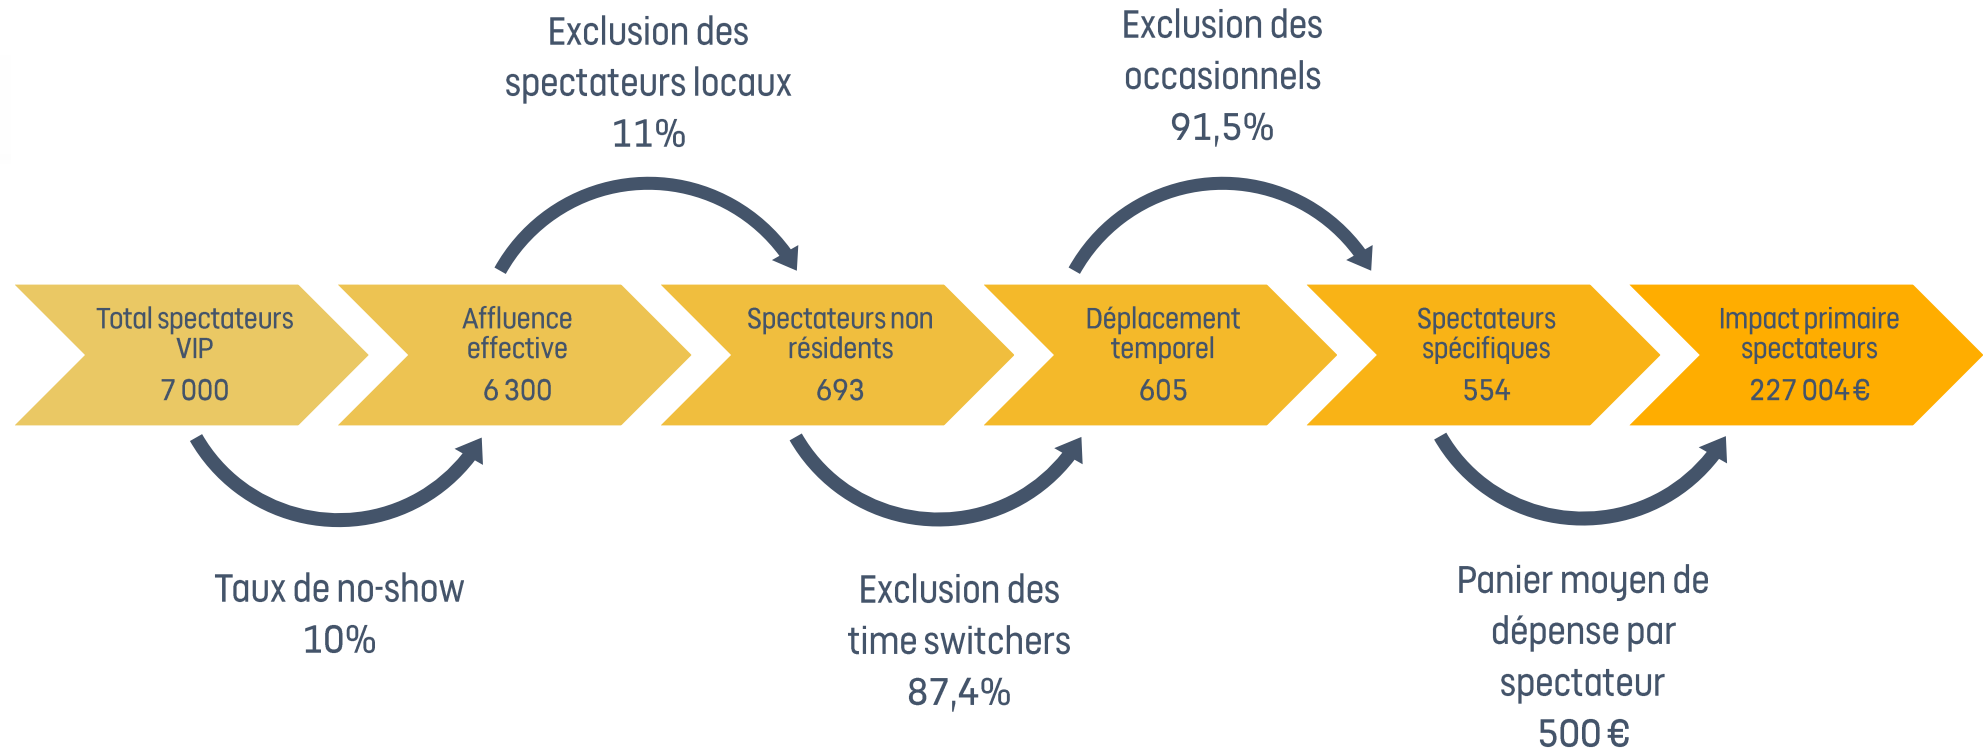 Exclusion des
spectateurs locaux
11%
Exclusion des
occasionnels
91,5%
Total spectateurs
VIP
7 000
Affluence
effective
6 300
Spectateurs non
résidents
693
Déplacement
temporel
605
Spectateurs
spécifiques
554
Impact primaire
spectateurs
227 004 €
Taux de no-show
10%
Exclusion des
time switchers
87,4%
Panier moyen de
dépense par
spectateur
500 €